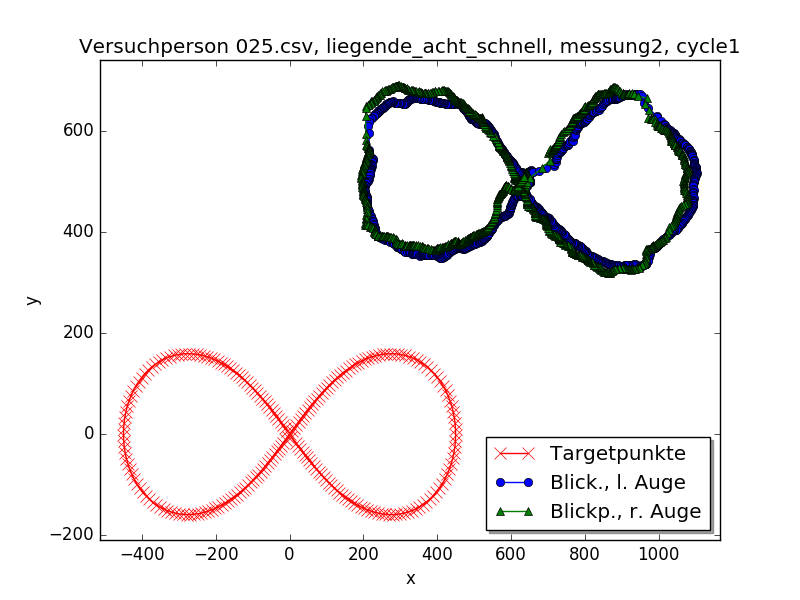 Versuchperson 025.csv, liegende_acht_schnell, messung2, cycle1
y
600
400
200
0
−200
−400
−200
0
200
400
600
800
1000
x
Targetpunkte
Blick., l. Auge
Blickp., r. Auge